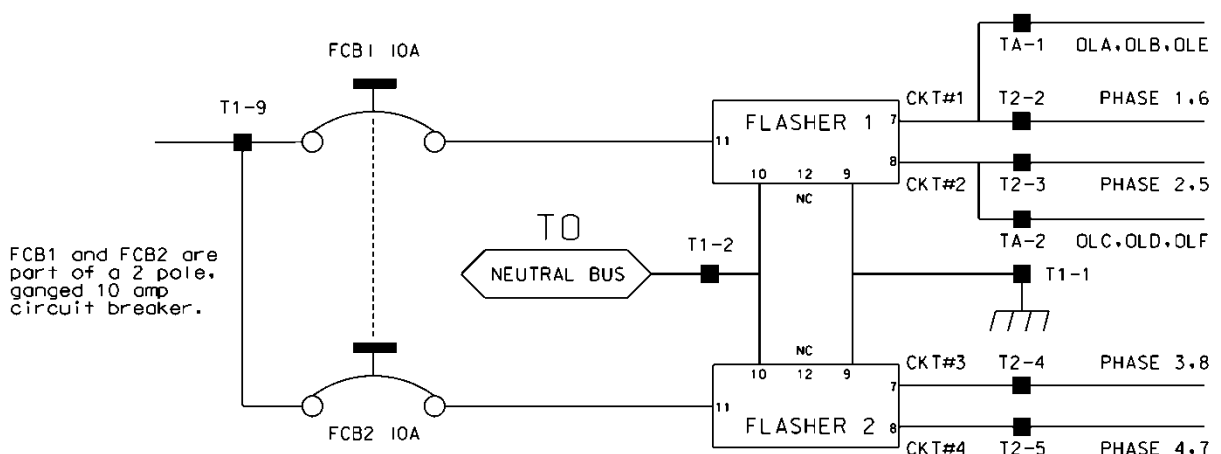 FCB1 10A
TA-1 OLA.OLB.OLE
T1-9
CKT#1 T2-2 PHASE 1.6
FLASHER 1
7
11
8
10 12 9
NC
CKT#2 T2-3 PHASE 2.5
TO
TA-2 OLC.OLD.OLF
FCB1 and FCB2 are
part of a 2 pole.
ganged 10 amp
circuit breaker.
NEUTRAL BUS
T1-2
T1-1
NC
10 12 9
CKT#3 T2-4 PHASE 3.8
7
11
FLASHER 2
8
FCB2 10A
CKT#4 T2-5 PHASE 4.7